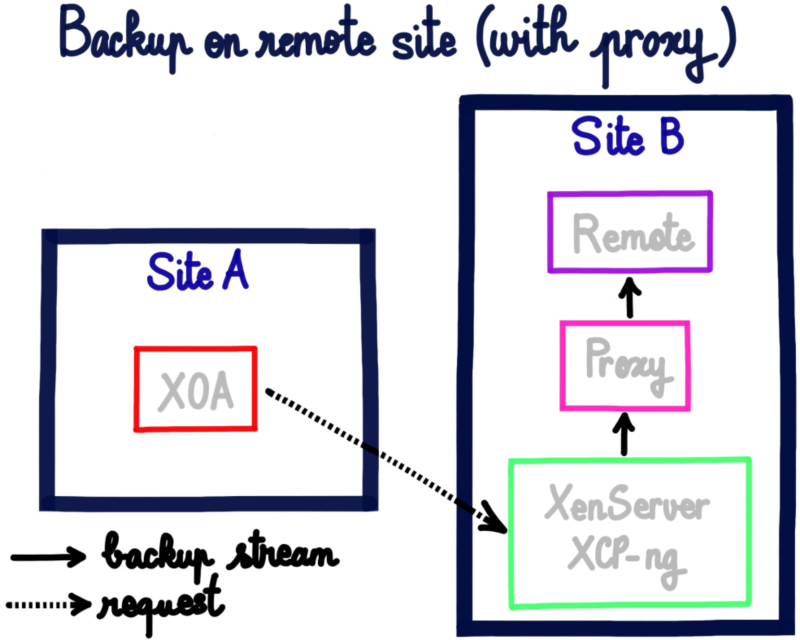 Backup on remote site (with proxy)
Site A
XOA
Site B
Remote
Proxy
XenServer
XCP-ng
backup stream
request